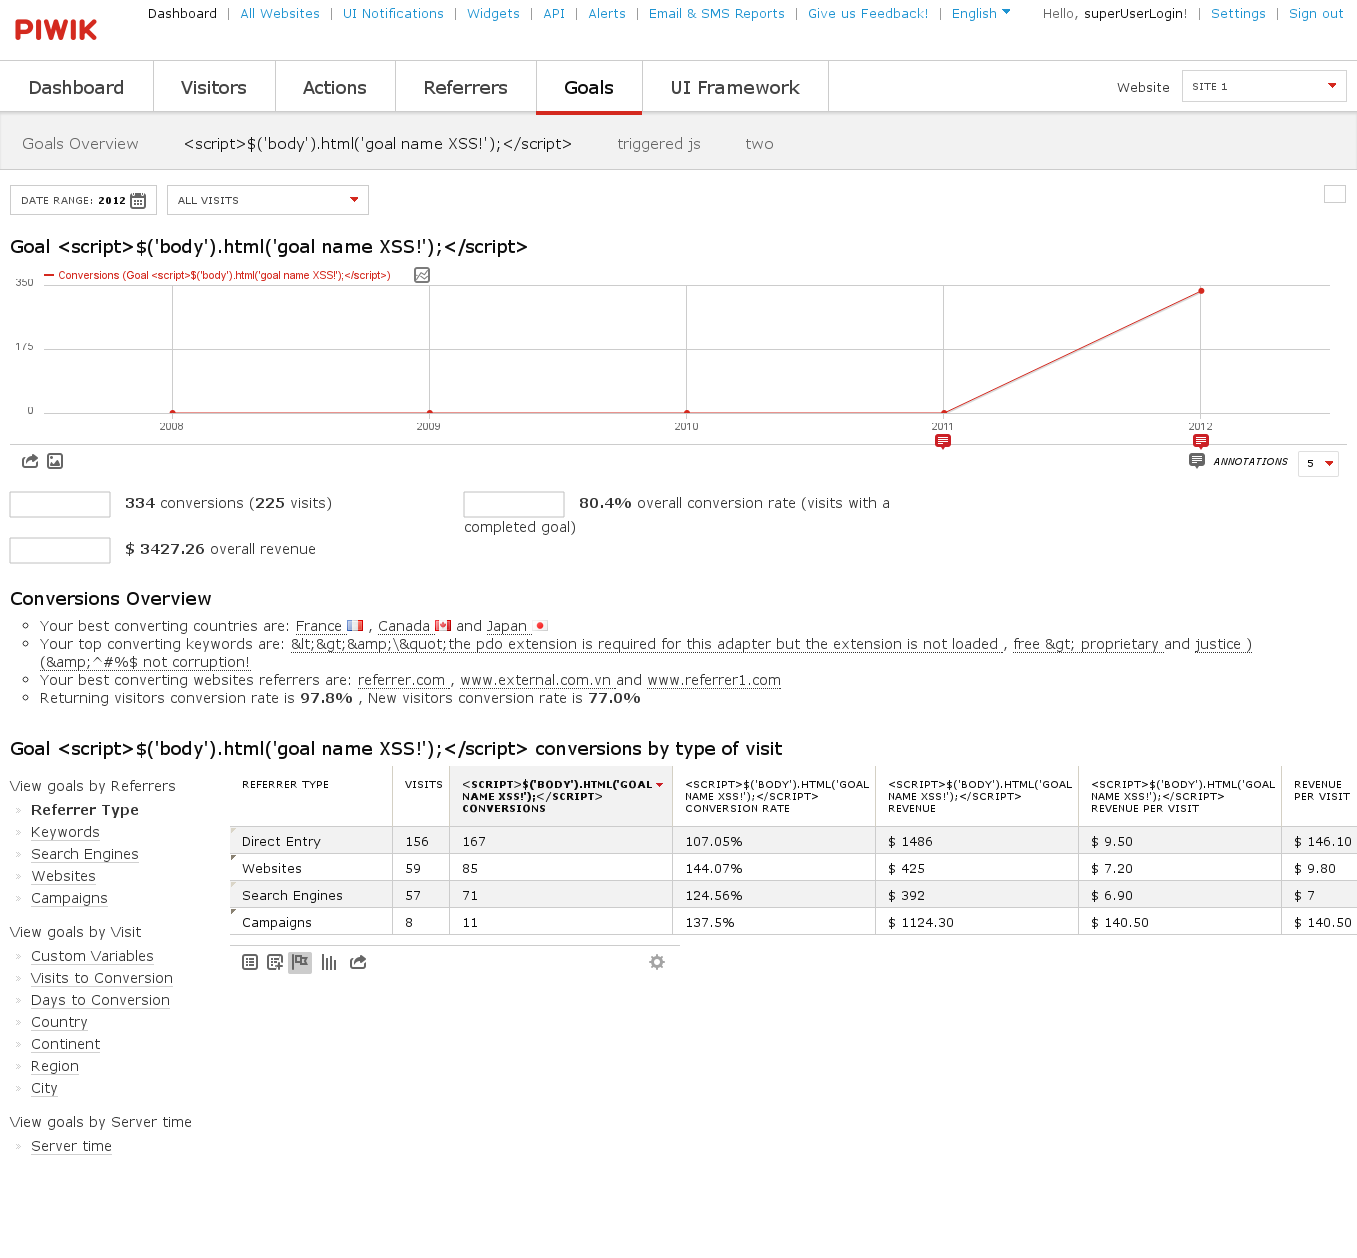 PIWIK
Dashboard | All Websites | UI Notifications | Widgets | API | Alerts | Email & SMS Reports | Give us Feedback! | English
Hello, superUserLogin! | Settings | Sign out
Dashboard Visitors Actions Referrers Goals UI Framework
Website SITE 1
Goals Overview <script>$('body').html('goal name XSS!');</script> triggered js two
DATE RANGE: 2012 ALL VISITS
Goal <script>$('body').html('goal name XSS!');</script>
Conversions (Goal <script>$('body').html('goal name XSS!');</script>)
350
175
0
2008 2009 2010 2011 2012
ANNOTATIONS 5
334 conversions (225 visits)
80.4% overall conversion rate (visits with a
completed goal)
$ 3427.26 overall revenue
Conversions Overview
Your best converting countries are: France , Canada and Japan
Your top converting keywords are: &lt;&gt;&amp;\&quot;the pdo extension is required for this adapter but the extension is not loaded , free &gt; proprietary and justice )
(&amp;^#%$ not corruption!
Your best converting websites referrers are: referrer.com , www.external.com.vn and www.referrer1.com
Returning visitors conversion rate is 97.8% , New visitors conversion rate is 77.0%
Goal <script>$('body').html('goal name XSS!');</script> conversions by type of visit
View goals by Referrers
» Referrer Type
» Keywords
» Search Engines
» Websites
» Campaigns
View goals by Visit
» Custom Variables
» Visits to Conversion
» Days to Conversion
» Country
» Continent
» Region
» City
View goals by Server time
» Server time
REFERRER TYPE VISITS <SCRIPT>$('BODY').HTML('GOAL <SCRIPT>$('BODY').HTML('GOAL <SCRIPT>$('BODY').HTML('GOAL <SCRIPT>$('BODY').HTML('GOAL REVENUE
NAME XSS!');</SCRIPT> NAME XSS!');</SCRIPT> NAME XSS!');</SCRIPT> NAME XSS!');</SCRIPT> PER VISIT
CONVERSIONS CONVERSION RATE REVENUE REVENUE PER VISIT
Direct Entry 156 167 107.05% $ 1486 $ 9.50 $ 146.10
Websites 59 85 144.07% $ 425 $ 7.20 $ 9.80
Search Engines 57 71 124.56% $ 392 $ 6.90 $ 7
Campaigns 8 11 137.5% $ 1124.30 $ 140.50 $ 140.50